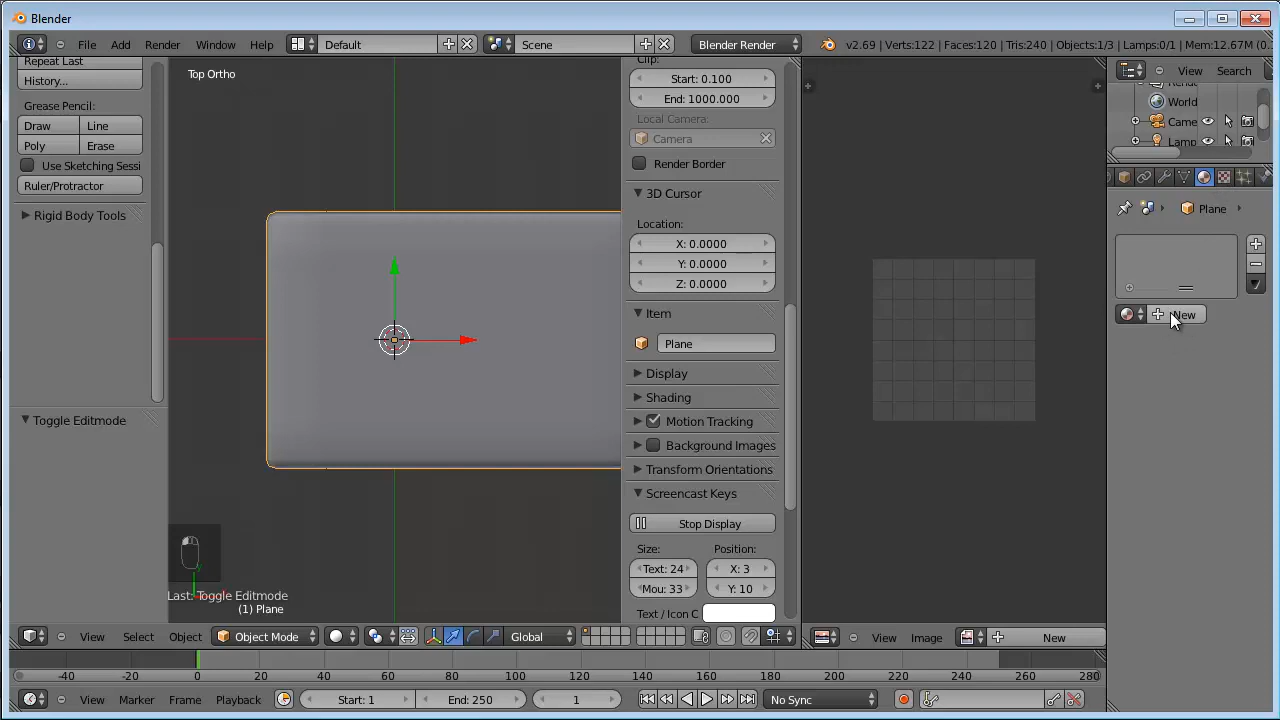 Blender
File Add Render Window Help Default Scene Blender Render v2.69 | Verts:122 | Faces:120 | Tris:240 | Objects:1/3 | Lamps:0/1 | Mem:12.67M (0.
Repeat Last
History...
Grease Pencil:
Draw Line
Poly Erase
Use Sketching Sessi
Ruler/Protractor
Rigid Body Tools
Toggle Editmode
Top Ortho
Last: Toggle Editmode
(1) Plane
Clip:
Start: 0.100
End: 1000.000
Local Camera:
Camera
Render Border
3D Cursor
Location:
X: 0.0000
Y: 0.0000
Z: 0.0000
Item
Plane
Display
Shading
Motion Tracking
Background Images
Transform Orientations
Screencast Keys
Stop Display
Size: Position:
Text: 24 X: 3
Mou: 33 Y: 10
Text / Icon C
View Search
World
Came
Lamp
Plane
New
View Select Object Object Mode Global
View Image New
-40 -20 0 20 40 60 80 100 120 140 160 180 200 220 240 260 280
View Marker Frame Playback Start: 1 End: 250 1 No Sync